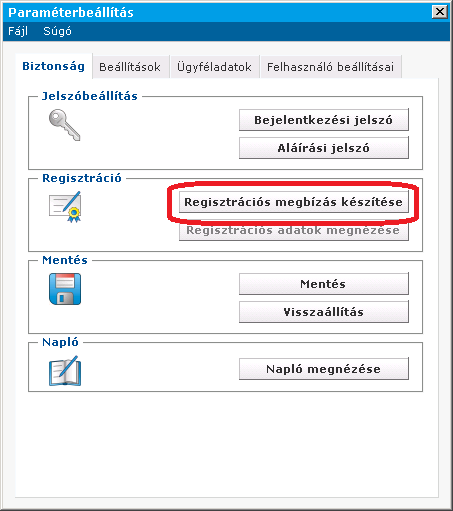 Paraméterbeállítás
Fájl Súgó
Biztonság Beállítások Ügyféladatok Felhasználó beállításai
Jelszóbeállítás
Bejelentkezési jelszó
Aláírási jelszó
Regisztráció
Regisztrációs megbízás készítése
Regisztrációs adatok megnézése
Mentés
Mentés
Visszaállítás
Napló
Napló megnézése